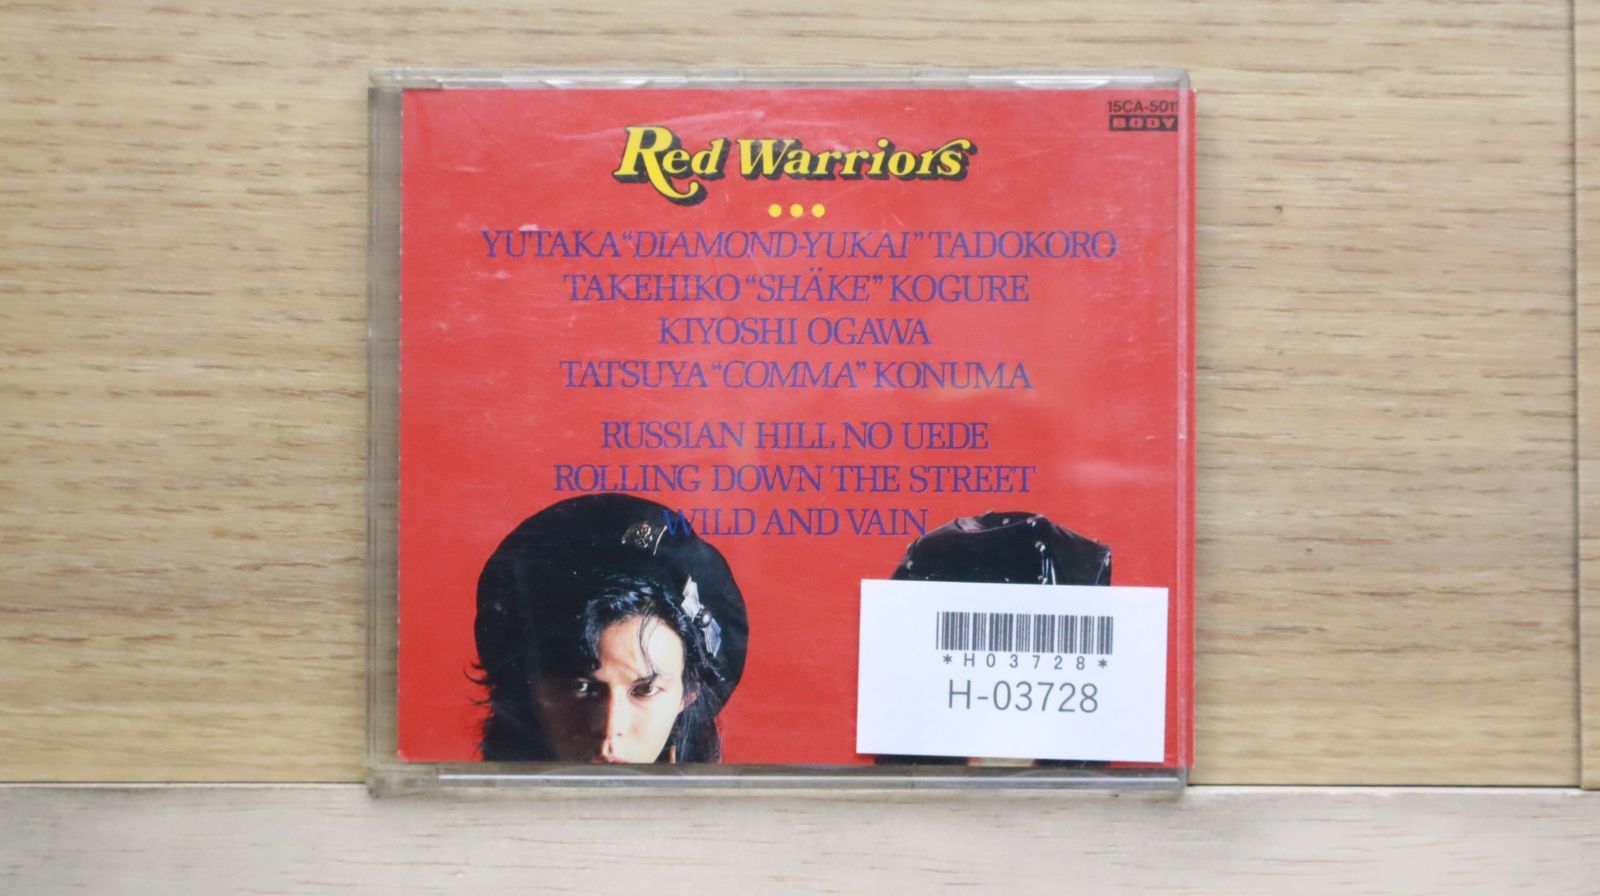 15CA-5011
BODY
Red Warriors
YUTAKA“DIAMOND-YUKAI”TADOKORO
TAKEHIKO“SHÄKE”KOGURE
KIYOSHI OGAWA
TATSUYA“COMMA”KONUMA
RUSSIAN HILL NO UEDE
ROLLING DOWN THE STREET
WILD AND VAIN
*H03728*
H-03728